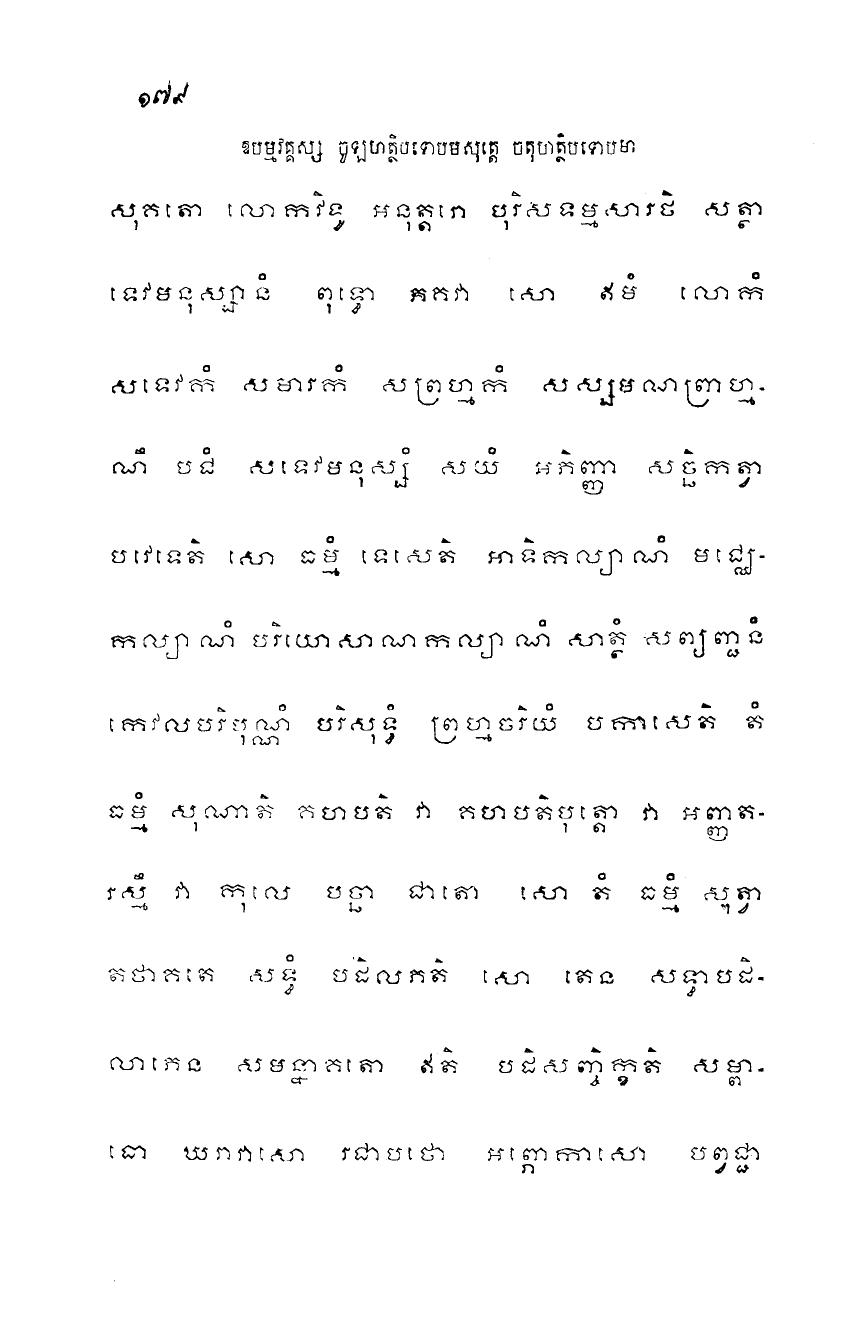 ១៧៩
ឱបម្មវគ្គស្ស ចូឡហត្ថិបទោបមសុត្តេ ចតុហត្ថិបទោបមា
សុគតោ លោកវិទូ អនុត្តរោ បុរិសទម្មសារថិ សត្ថា
ទេវមនុស្សានំ ពុទ្ធោ ភគវា សោ ឥមំ លោកំ
សទេវកំ សមារកំ សព្រហ្មកំ សស្សមណព្រាហ្ម-
ណឹ បជំ សទេវមនុស្សំ សយំ អភិញ្ញា សច្ឆិកត្វា
បវេទេតិ សោ ធម្មំ ទេសេតិ អាទិកល្យាណំ មជ្ឈេ-
កល្យាណំ បរិយោសាណកល្យាណំ សាត្ថំ សព្យញ្ជនំ
កេវលបរិបុណ្ណំ បរិសុទ្ធំ ព្រហ្មចរិយំ បកាសេតិ តំ
ធម្មំ សុណាតិ គហបតិ វា គហបតិបុត្តោ វា អញ្ញត-
រស្មឹ វា កុលេ បច្ឆា ជាតោ សោ តំ ធម្មំ សុត្វា
តថាគតេ សទ្ធំ បដិលភតិ សោ តេន សទ្ធាបដិ-
លាភេន សមន្នាគតោ ឥតិ បដិសញ្ចិក្ខតិ សម្ពា-
ធោ ឃរាវាសោ រជាបថោ អព្ភោកាសោ បព្វជ្ជា